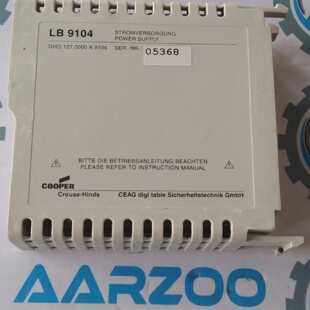 LB 9104
STROMVERSORGUNG
POWER SUPPLY
GHG 127 0000 A 9104 SER.-NR. 05368
BITTE DIE BETRIEBSANLEITUNG BEACHTEN
PLEASE REFER TO INSTRUCTION MANUAL
COOPER
Crouse-Hinds CEAG digi table Sicherheitstechnik GmbH
AARZOO